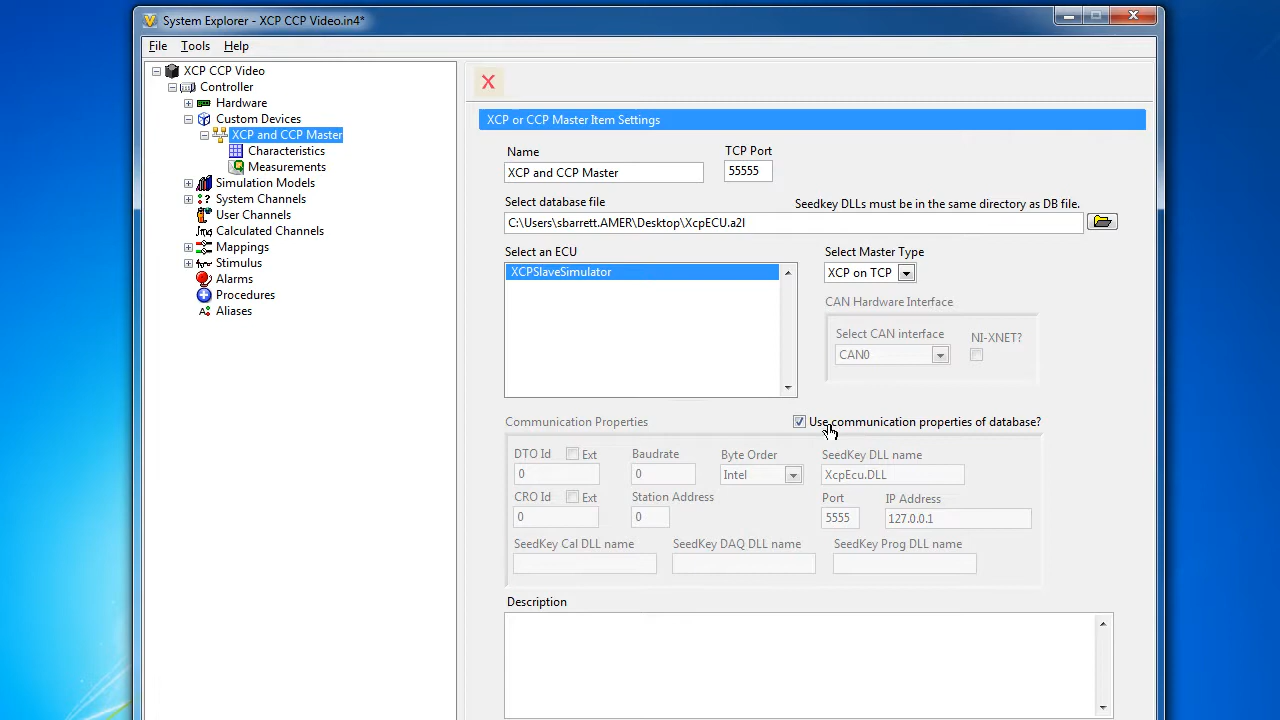 System Explorer - XCP CCP Video.in4*
File Tools Help
XCP CCP Video
Controller
Hardware
Custom Devices
XCP and CCP Master
Characteristics
Measurements
Simulation Models
System Channels
User Channels
Calculated Channels
Mappings
Stimulus
Alarms
Procedures
Aliases
XCP or CCP Master Item Settings
Name
TCP Port
XCP and CCP Master
55555
Select database file
Seedkey DLLs must be in the same directory as DB file.
C:\Users\sbarrett.AMER\Desktop\XcpECU.a2l
Select an ECU
Select Master Type
XCPSlaveSimulator
XCP on TCP
CAN Hardware Interface
Select CAN interface
NI-XNET?
CAN0
Communication Properties
Use communication properties of database?
DTO Id Ext Baudrate Byte Order SeedKey DLL name
0 0 Intel XcpEcu.DLL
CRO Id Ext Station Address Port IP Address
0 0 5555 127.0.0.1
SeedKey Cal DLL name SeedKey DAQ DLL name SeedKey Prog DLL name
Description